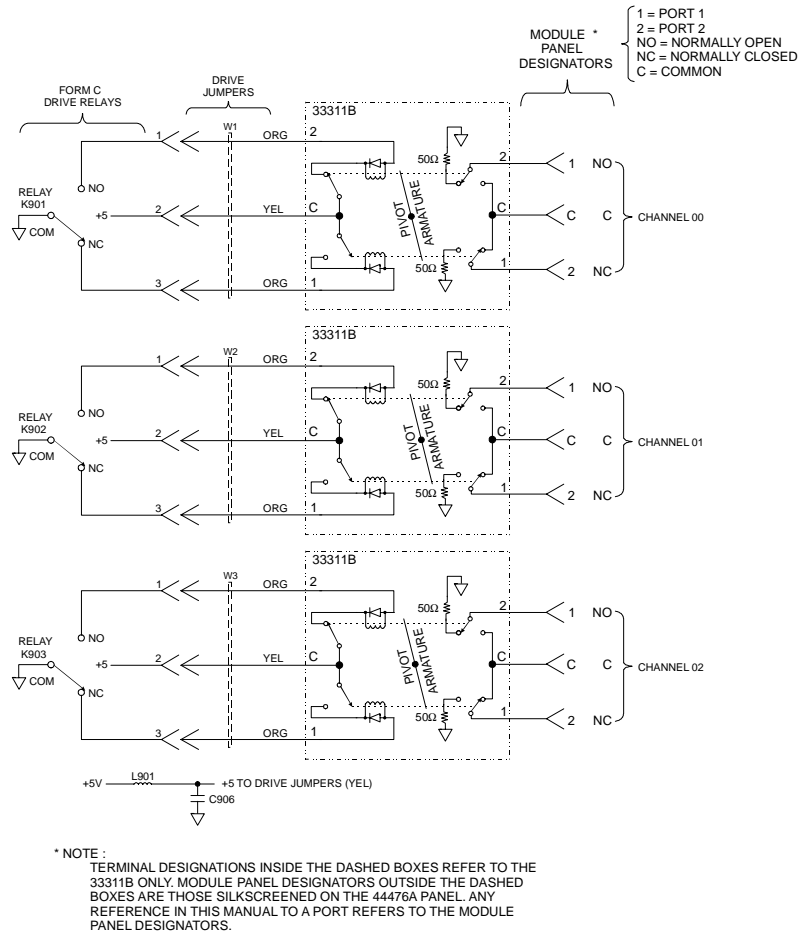 MODULE *
PANEL
DESIGNATORS
1 = PORT 1
2 = PORT 2
NO = NORMALLY OPEN
NC = NORMALLY CLOSED
C = COMMON
FORM C
DRIVE RELAYS
DRIVE
JUMPERS
33311B
RELAY
K901
COM
NO
+5
NC
1
2
3
W1
ORG
YEL
ORG
2
C
1
50Ω
50Ω
PIVOT
ARMATURE
2
C
1
1 NO
C C
2 NC
CHANNEL 00
33311B
RELAY
K902
COM
NO
+5
NC
1
2
3
W2
ORG
YEL
ORG
2
C
1
50Ω
50Ω
PIVOT
ARMATURE
2
C
1
1 NO
C C
2 NC
CHANNEL 01
33311B
RELAY
K903
COM
NO
+5
NC
1
2
3
W3
ORG
YEL
ORG
2
C
1
50Ω
50Ω
PIVOT
ARMATURE
2
C
1
1 NO
C C
2 NC
CHANNEL 02
+5V
L901
+5 TO DRIVE JUMPERS (YEL)
C906
* NOTE :
TERMINAL DESIGNATIONS INSIDE THE DASHED BOXES REFER TO THE
33311B ONLY. MODULE PANEL DESIGNATORS OUTSIDE THE DASHED
BOXES ARE THOSE SILKSCREENED ON THE 44476A PANEL. ANY
REFERENCE IN THIS MANUAL TO A PORT REFERS TO THE MODULE
PANEL DESIGNATORS.